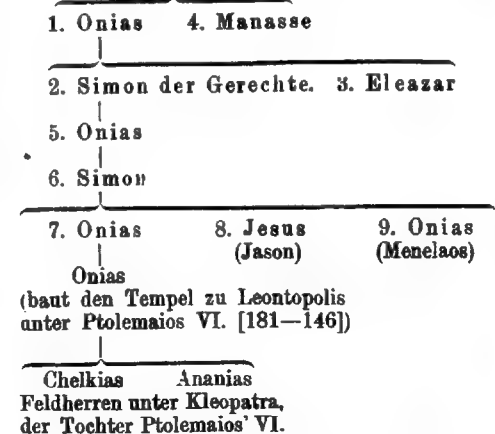 1. Onias 4. Manasse
2. Simon der Gerechte. 3. Eleazar
5. Onias
6. Simon
7. Onias 8. Jesus 9. Onias
(Jason) (Menelaos)
Onias
(baut den Tempel zu Leontopolis
unter Ptolemaios VI. [181—146])
Chelkias Ananias
Feldherren unter Kleopatra,
der Tochter Ptolemaios' VI.